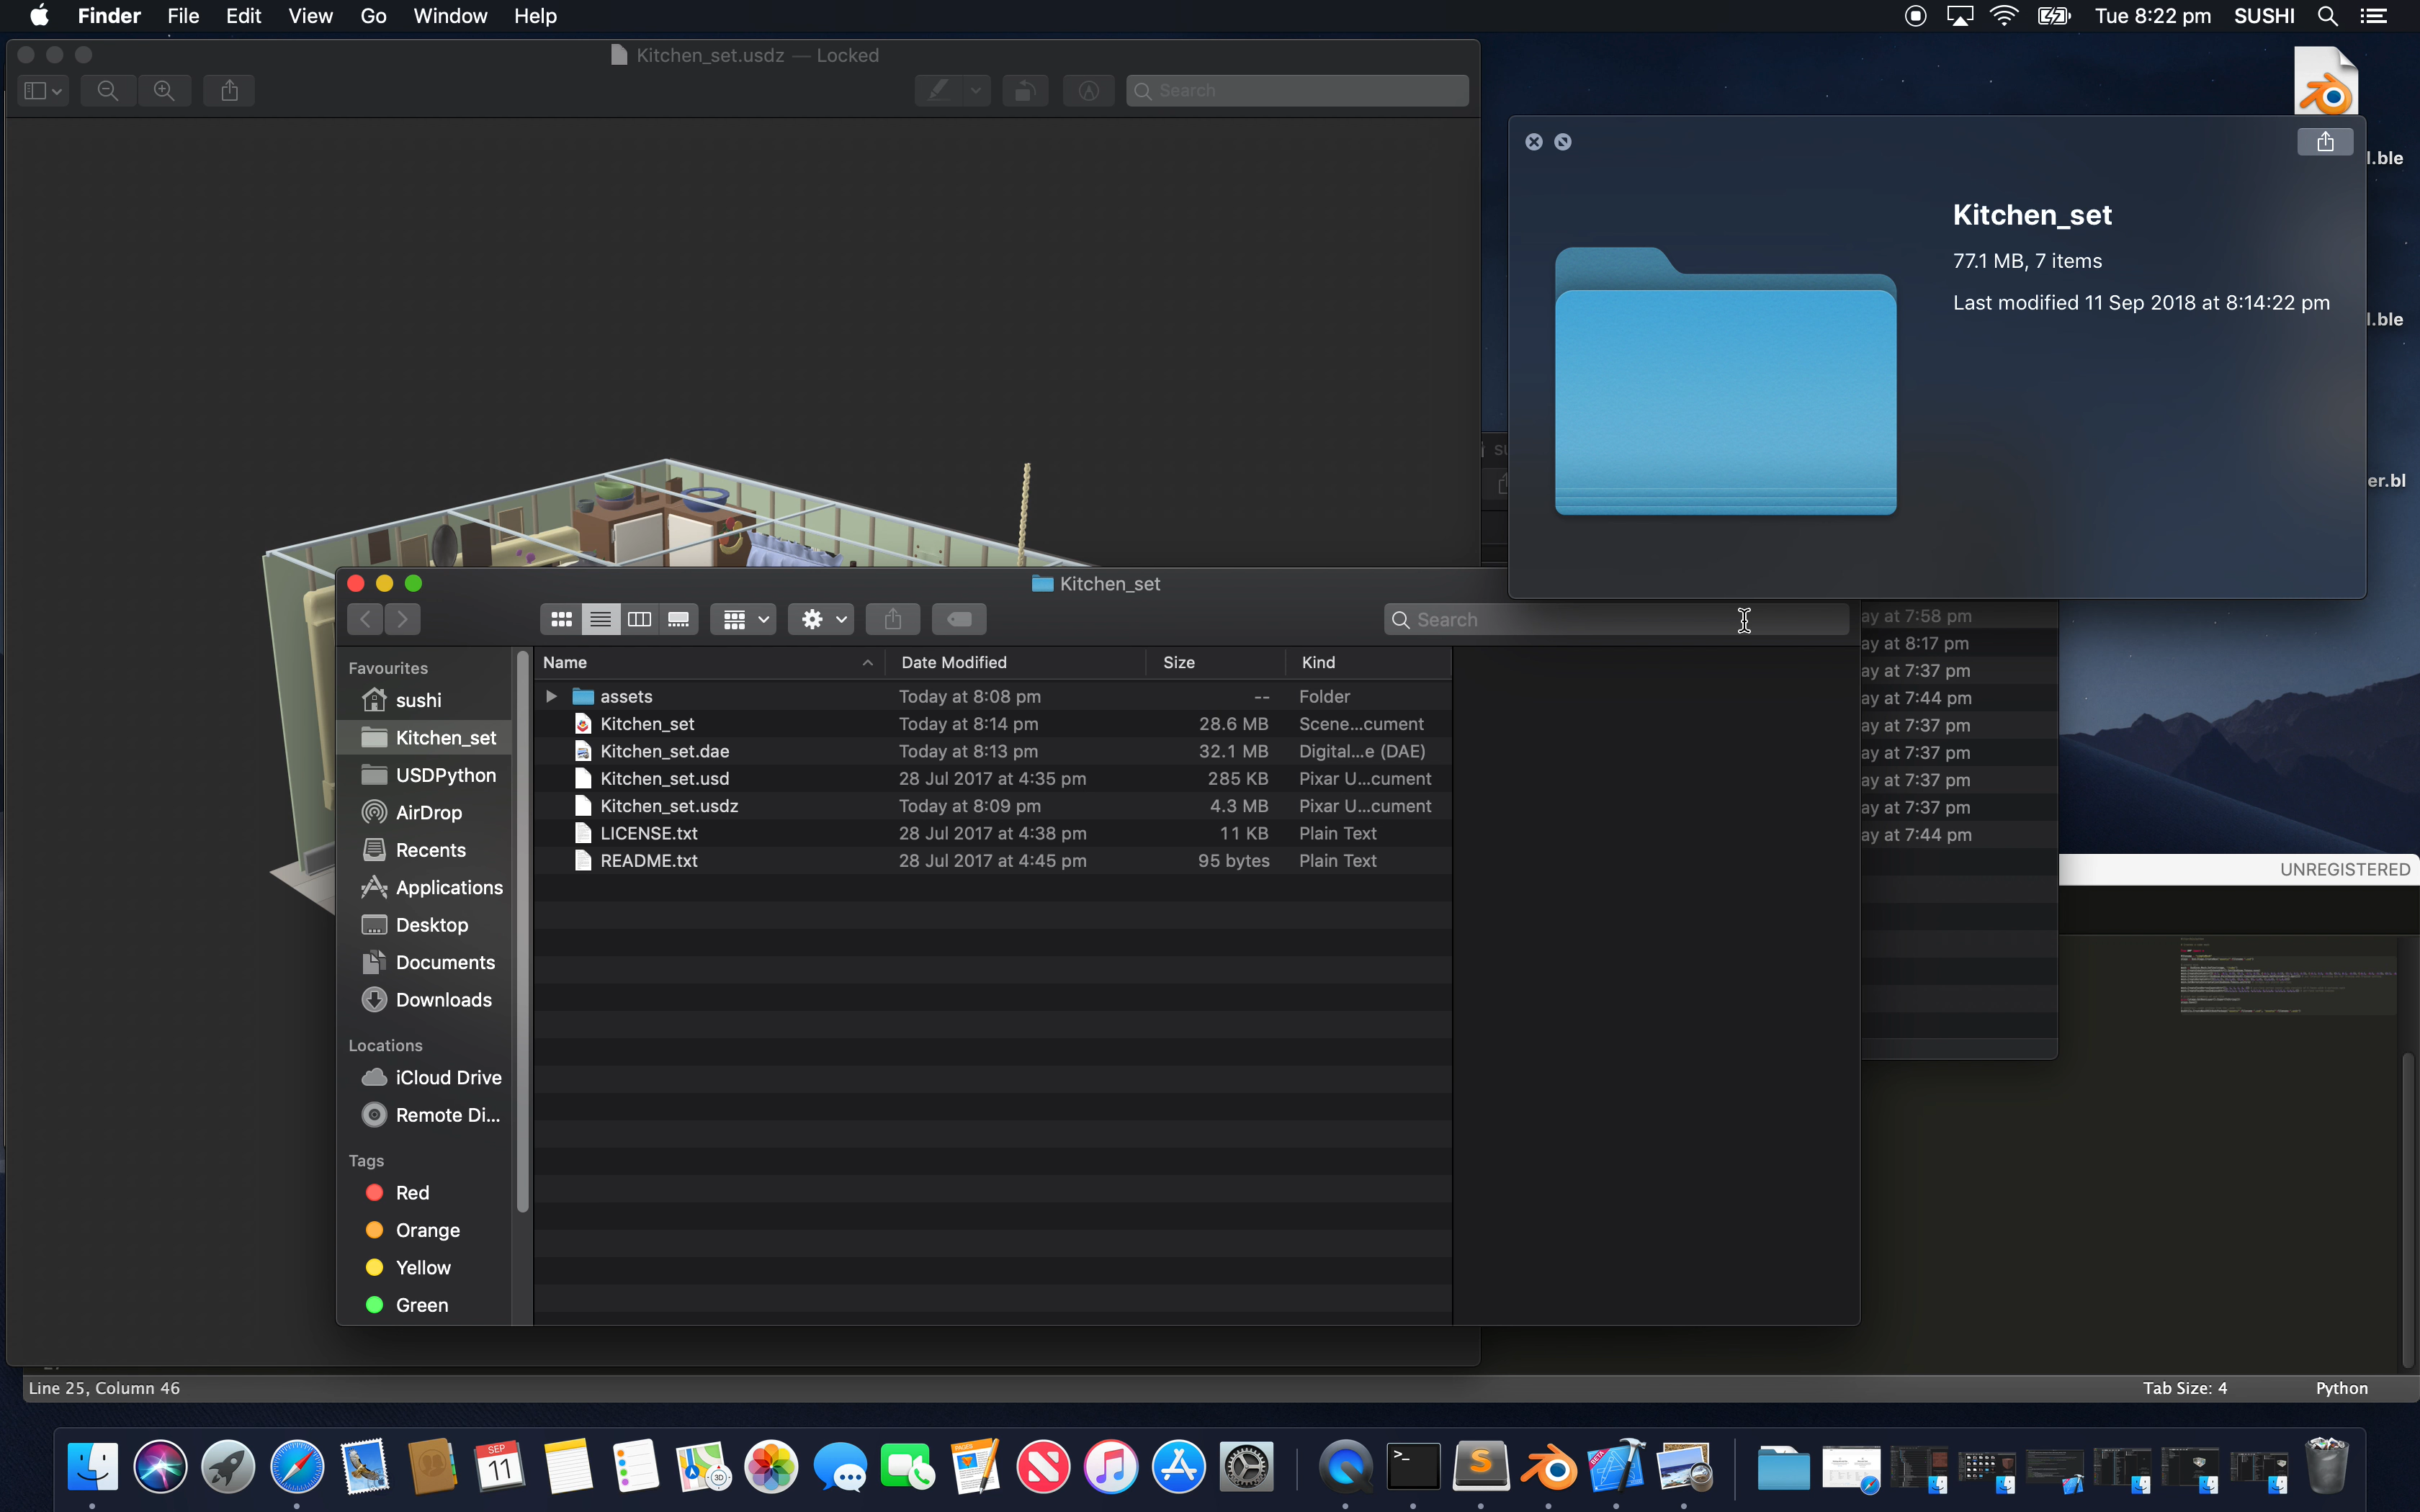 Finder File Edit View Go Window Help
Tue 8:22 pm SUSHI
Kitchen_set.usdz — Locked
Search
l.ble
Kitchen_set
77.1 MB, 7 items
Last modified 11 Sep 2018 at 8:14:22 pm
l.ble
er.bl
Kitchen_set
Search
Favourites
sushi
Kitchen_set
USDPython
AirDrop
Recents
Applications
Desktop
Documents
Downloads
Locations
iCloud Drive
Remote Di...
Tags
Red
Orange
Yellow
Green
Name Date Modified Size Kind
assets Today at 8:08 pm -- Folder
Kitchen_set Today at 8:14 pm 28.6 MB Scene...cument
Kitchen_set.dae Today at 8:13 pm 32.1 MB Digital...e (DAE)
Kitchen_set.usd 28 Jul 2017 at 4:35 pm 285 KB Pixar U...cument
Kitchen_set.usdz Today at 8:09 pm 4.3 MB Pixar U...cument
LICENSE.txt 28 Jul 2017 at 4:38 pm 11 KB Plain Text
README.txt 28 Jul 2017 at 4:45 pm 95 bytes Plain Text
ay at 7:58 pm
ay at 8:17 pm
ay at 7:37 pm
ay at 7:44 pm
ay at 7:37 pm
ay at 7:37 pm
ay at 7:37 pm
ay at 7:37 pm
ay at 7:44 pm
UNREGISTERED
Line 25, Column 46
Tab Size: 4 Python
SEP
11
PAGES
3D
BETA